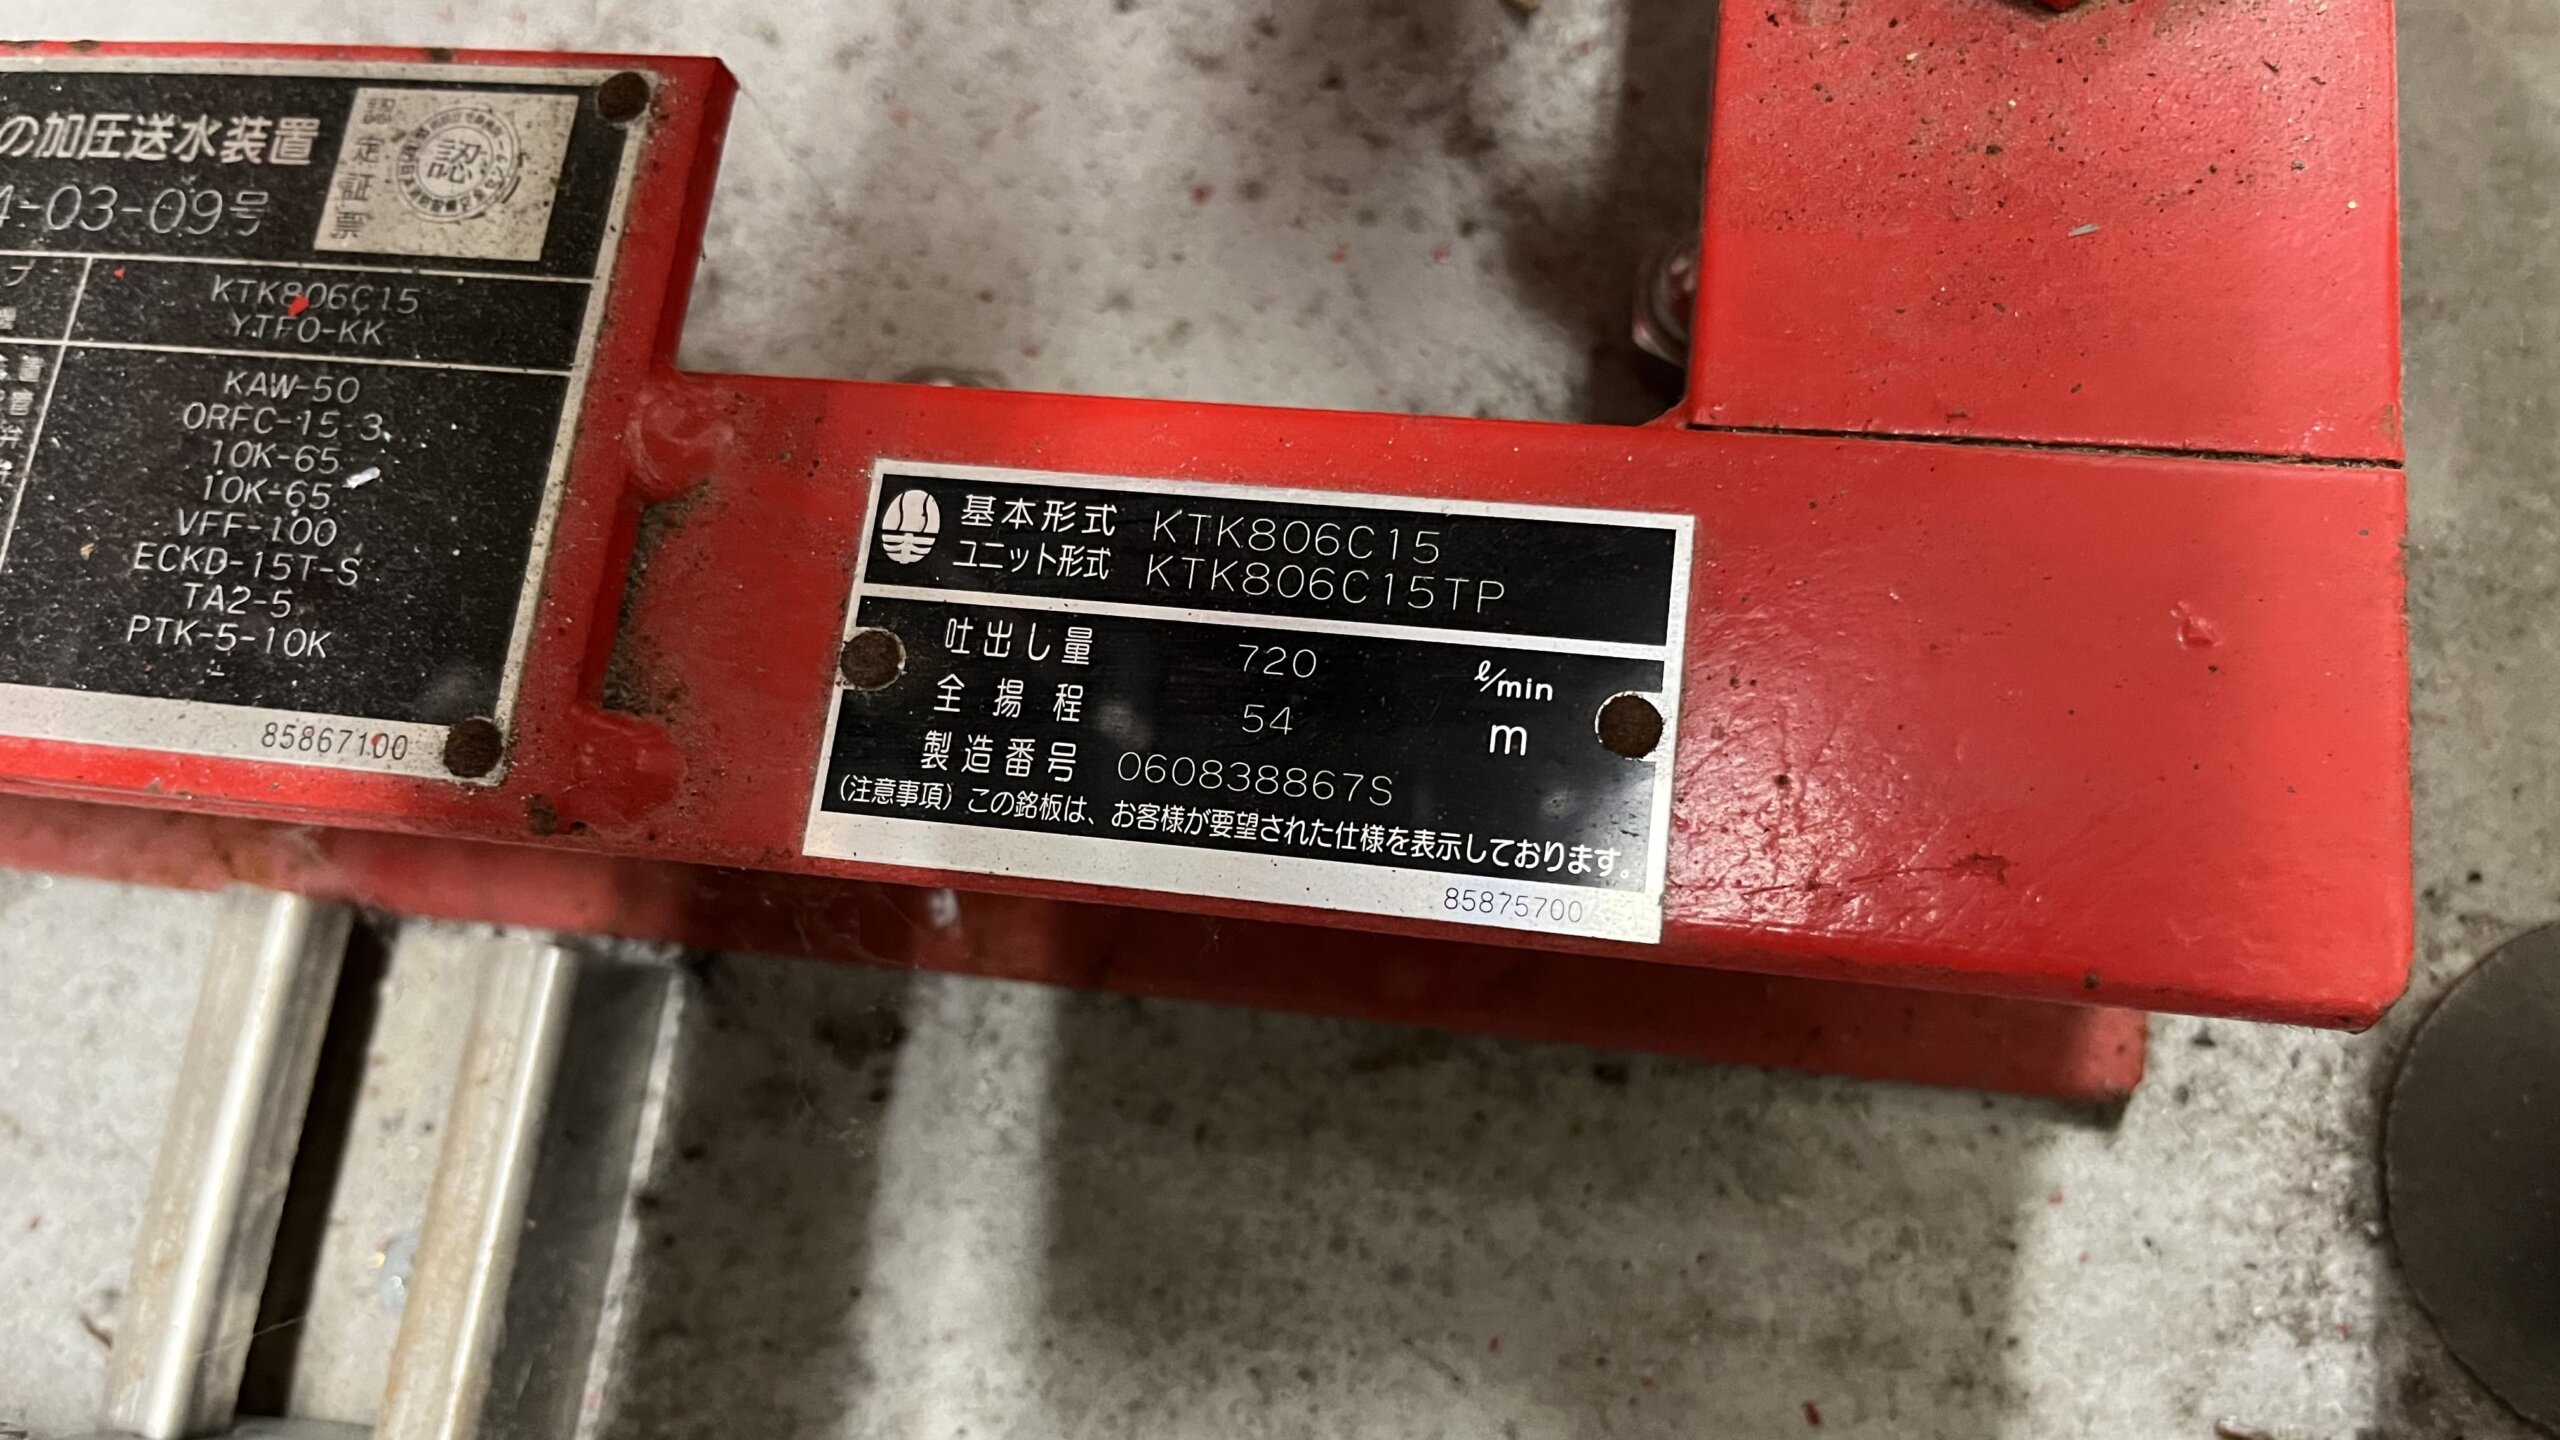 の加圧送水装置
認定証票
認
4-03-09号
KTK806C15
YTFO-KK
KAW-50
ORFC-15.3
10K-65
10K-65
VFF-100
ECKD-15T-S
TA2-5
PTK-5-10K
-
85867100
川本
基本形式 KTK806C15
ユニット形式 KTK806C15TP
吐出し量 720 ℓ/min
全揚程 54 m
製造番号 060838867S
(注意事項)この銘板は、お客様が要望された仕様を表示しております。
85875700